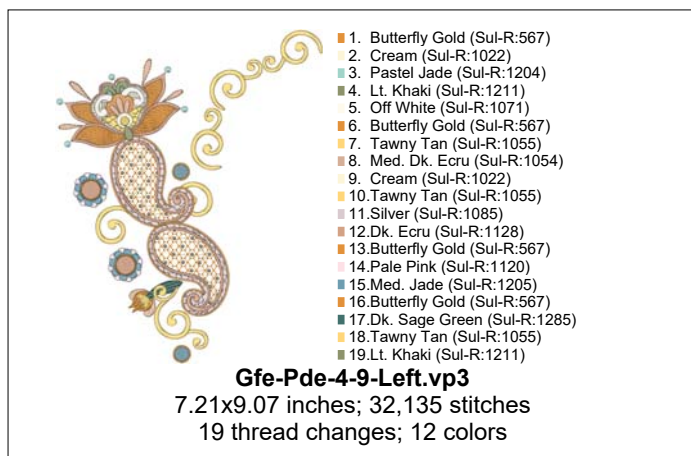 1. Butterfly Gold (Sul-R:567)
2. Cream (Sul-R:1022)
3. Pastel Jade (Sul-R:1204)
4. Lt. Khaki (Sul-R:1211)
5. Off White (Sul-R:1071)
6. Butterfly Gold (Sul-R:567)
7. Tawny Tan (Sul-R:1055)
8. Med. Dk. Ecru (Sul-R:1054)
9. Cream (Sul-R:1022)
10.Tawny Tan (Sul-R:1055)
11.Silver (Sul-R:1085)
12.Dk. Ecru (Sul-R:1128)
13.Butterfly Gold (Sul-R:567)
14.Pale Pink (Sul-R:1120)
15.Med. Jade (Sul-R:1205)
16.Butterfly Gold (Sul-R:567)
17.Dk. Sage Green (Sul-R:1285)
18.Tawny Tan (Sul-R:1055)
19.Lt. Khaki (Sul-R:1211)
Gfe-Pde-4-9-Left.vp3
7.21x9.07 inches; 32,135 stitches
19 thread changes; 12 colors